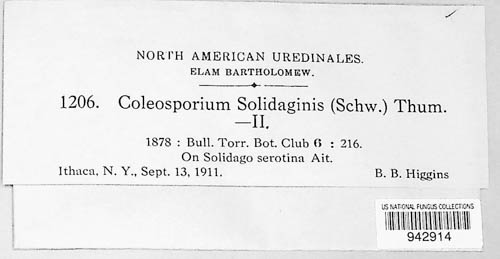 NORTH AMERICAN UREDINALES.
ELAM BARTHOLOMEW.
1206. Coleosporium Solidaginis (Schw.) Thum.
—II.
1878 : Bull. Torr. Bot. Club 6 : 216.
On Solidago serotina Ait.
Ithaca, N. Y., Sept. 13, 1911. B. B. Higgins
US NATIONAL FUNGUS COLLECTIONS
942914